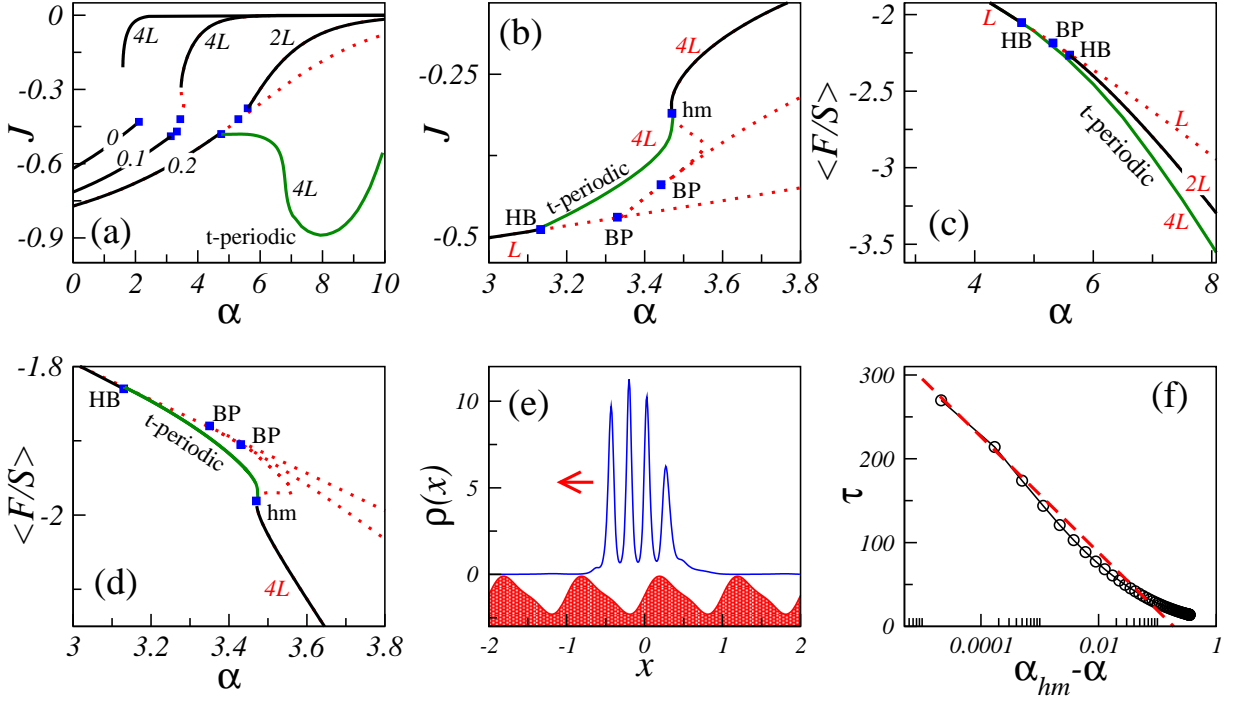 0
-0.3
-0.6
-0.9
J
4L
4L
2L
0
0.1
0.2
4L
t-periodic
(a)
0 2 4 6 8 10
α
(b)
-0.25
-0.5
J
4L
hm
4L
t-periodic
HB
BP
BP
L
3 3.2 3.4 3.6 3.8
α
-2
-2.5
-3
-3.5
<F/S>
L
HB
BP
HB
L
t-periodic
2L
4L
(c)
4 6 8
α
-1.8
-2
<F/S>
HB
BP
BP
t-periodic
hm
4L
(d)
3 3.2 3.4 3.6 3.8
α
10
5
0
ρ(x)
(e)
-2 -1 0 1 2
x
300
200
100
0
τ
(f)
0.0001 0.01 1
αhm-α